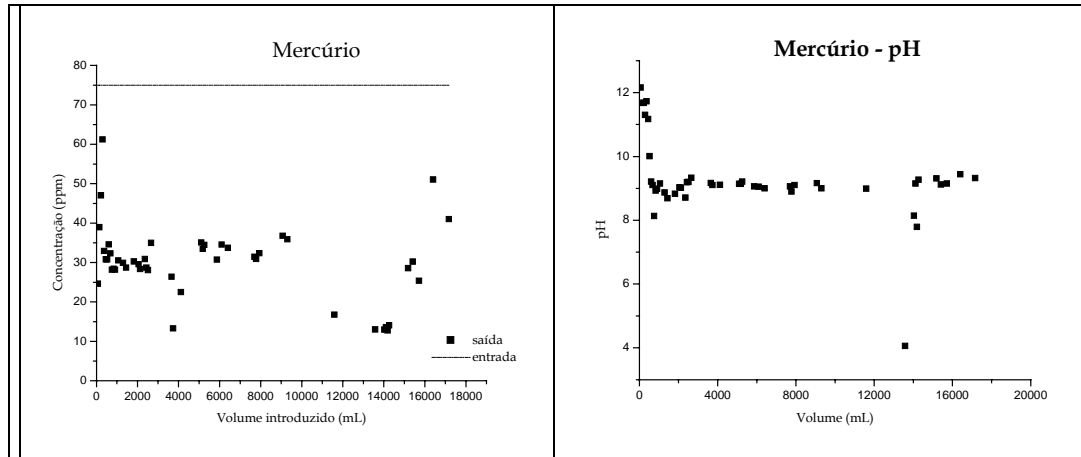 Mercúrio
80
70
60
50
40
30
20
10
0
Concentração (ppm)
saída
entrada
0 2000 4000 6000 8000 10000 12000 14000 16000 18000
Volume introduzido (mL)
Mercúrio - pH
12
10
8
6
4
pH
0 4000 8000 12000 16000 20000
Volume (mL)